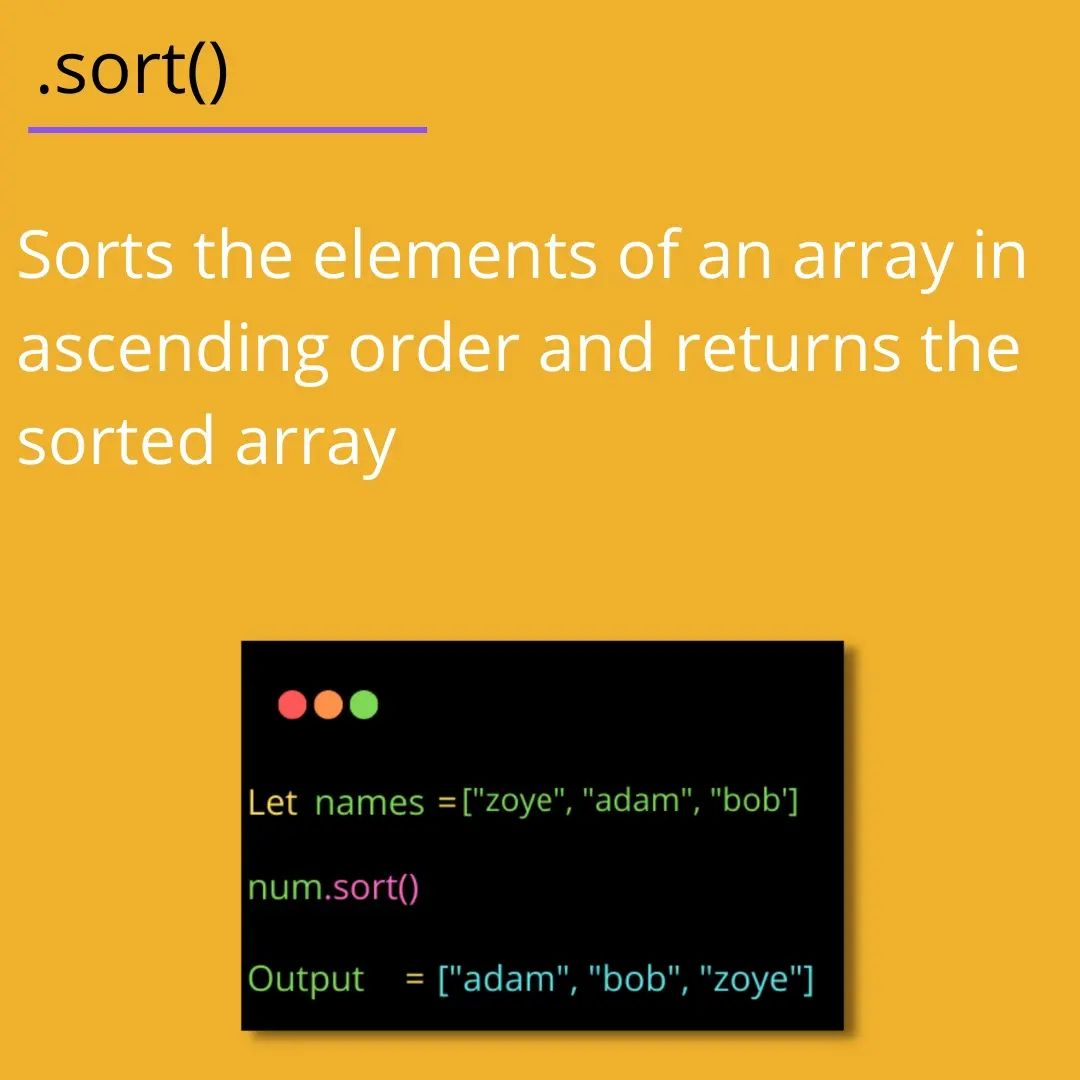 .sort()
Sorts the elements of an array in
ascending order and returns the
sorted array
Let names =["zoye", "adam", "bob']
num.sort()
Output = ["adam", "bob", "zoye"]